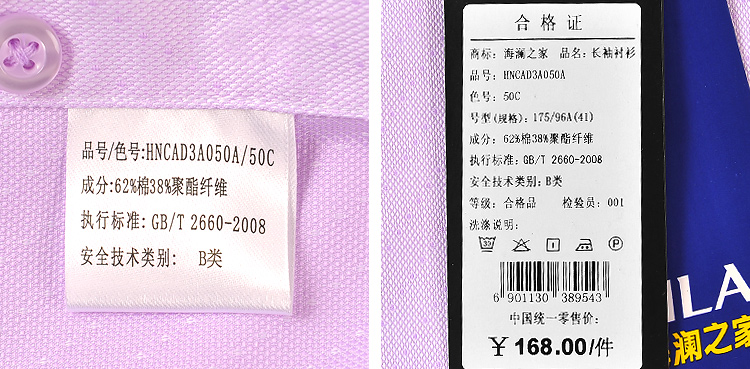 品号/色号:HNCAD3A050A/50C
成分:62%棉38%聚酯纤维
执行标准: GB/T 2660-2008
安全技术类别: B类
合格证
商标: 海澜之家 品名: 长袖衬衫
品号: HNCAD3A050A
色号: 50C
号型(规格): 175/96A(41)
成分: 62%棉38%聚酯纤维
执行标准: GB/T 2660-2008
安全技术类别: B类
等级: 合格品 检验员: 001
洗涤说明:
6 901130 389543
中国统一零售价:
¥ 168.00/件
ILA
澜之家